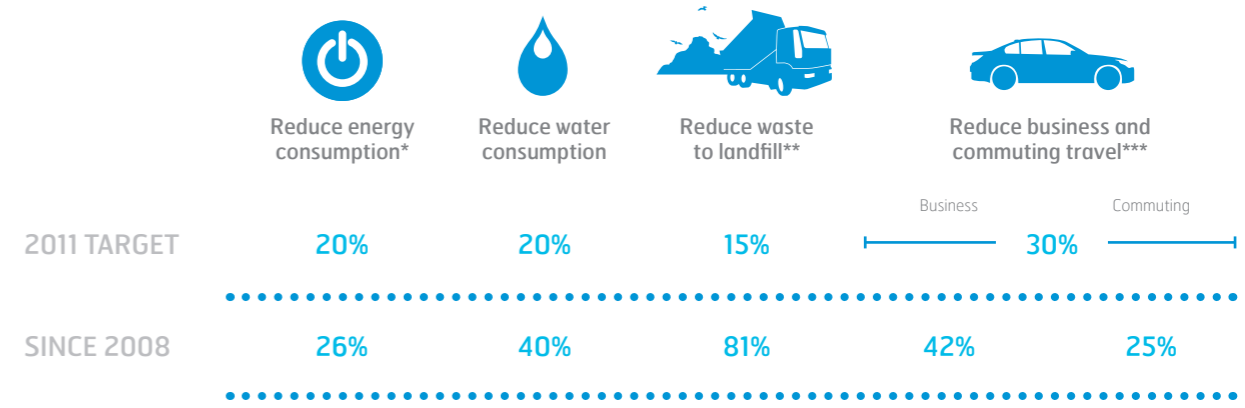 Reduce energy
consumption*
Reduce water
consumption
Reduce waste
to landfill**
Reduce business and
commuting travel***
Business Commuting
2011 TARGET 20% 20% 15% 30%
SINCE 2008 26% 40% 81% 42% 25%